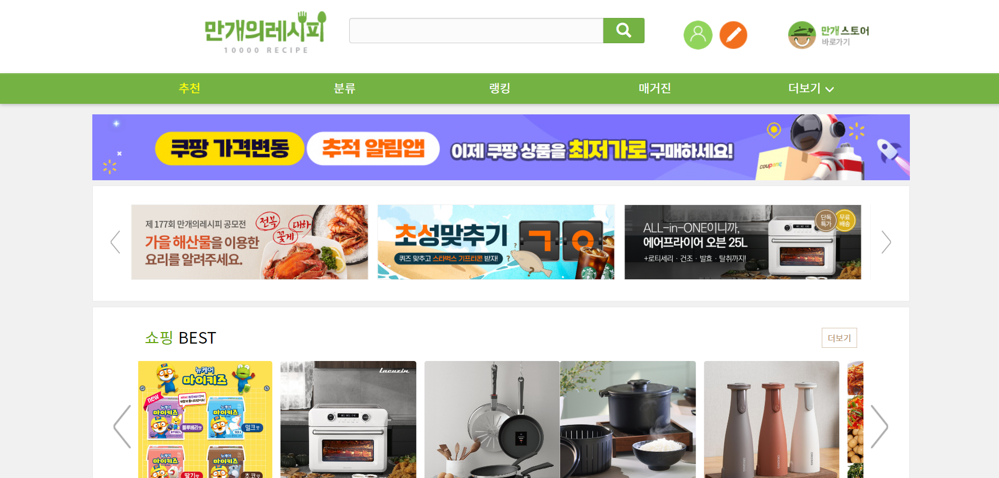 만개의레시피
10000 RECIPE
만개스토어
바로가기
추천
분류
랭킹
매거진
더보기
쿠팡 가격변동 추적 알림앱 이제 쿠팡 상품을 최저가로 구매하세요!
coupang
제 177회 만개의레시피 공모전
가을 해산물을 이용한
요리를 알려주세요.
전복
꽃게
대하
초성맞추기
ㄱㅇ
퀴즈 맞추고 스타벅스 기프티콘 받자!
ALL-in-ONE이니까,
에어프라이어 오븐 25L
+로티세리 · 건조 · 발효 · 탈취까지!
단독
특가
무료
배송
쇼핑 BEST
더보기
뉴케어
마이키즈
new
뉴케어
마이키즈
블루베리맛
뉴케어
마이키즈
밀크맛
뉴케어
마이키즈
딸기맛
뉴케어
마이키즈
초코맛
Lacuzin